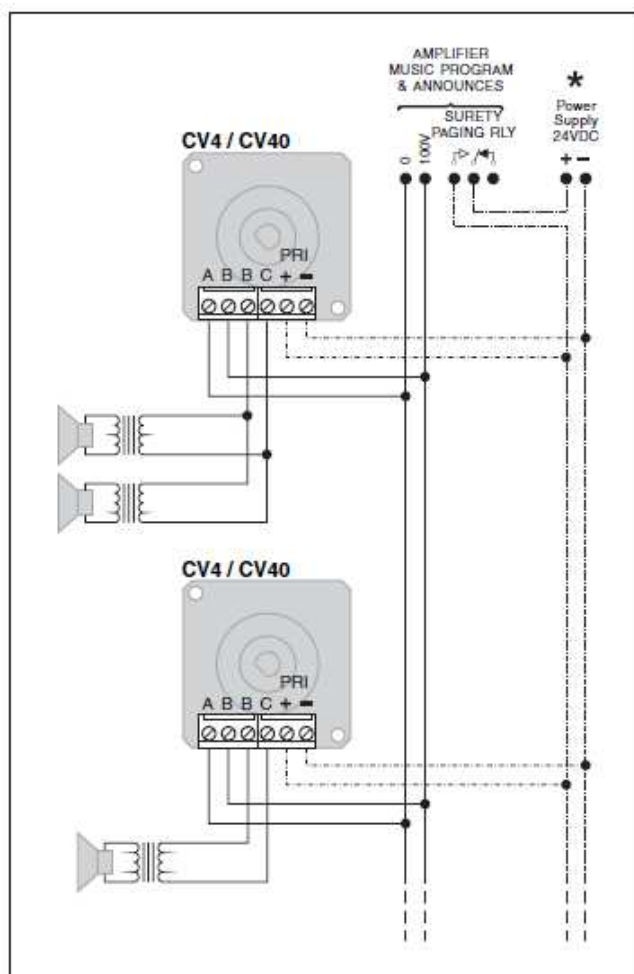 AMPLIFIER
MUSIC PROGRAM
& ANNOUNCES
SURETY
PAGING RLY
0
100V
*
Power
Supply
24VDC
+ −
CV4 / CV40
PRI
A B B C + −
CV4 / CV40
PRI
A B B C + −